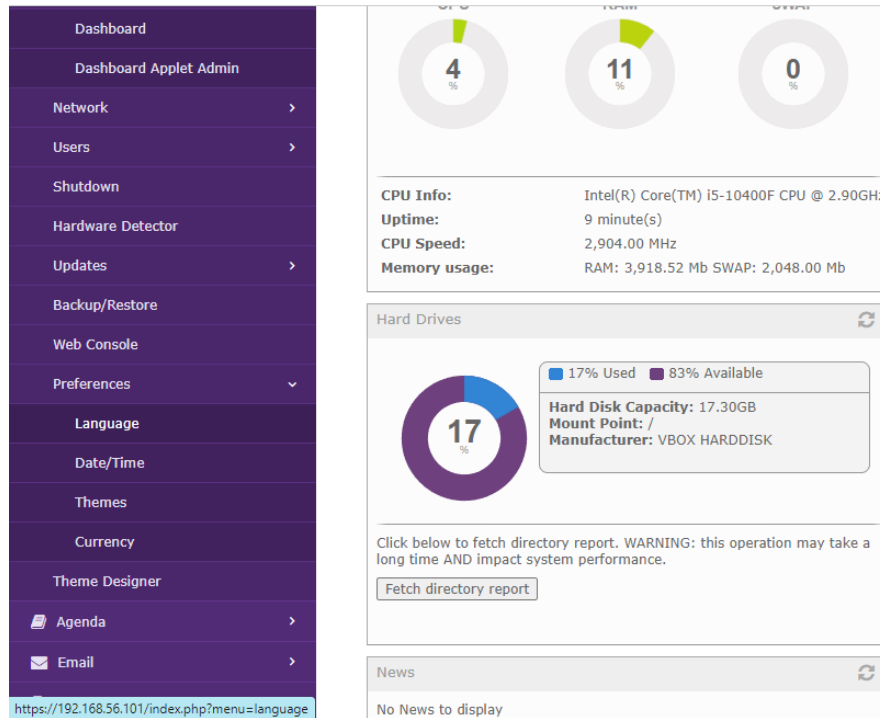 Dashboard
Dashboard Applet Admin
Network
Users
Shutdown
Hardware Detector
Updates
Backup/Restore
Web Console
Preferences
Language
Date/Time
Themes
Currency
Theme Designer
Agenda
Email
https://192.168.56.101/index.php?menu=language
CPU RAM SWAP
4 % 11 % 0 %
CPU Info: Intel(R) Core(TM) i5-10400F CPU @ 2.90GHz
Uptime: 9 minute(s)
CPU Speed: 2,904.00 MHz
Memory usage: RAM: 3,918.52 Mb SWAP: 2,048.00 Mb
Hard Drives
17 %
17% Used 83% Available
Hard Disk Capacity: 17.30GB
Mount Point: /
Manufacturer: VBOX HARDDISK
Click below to fetch directory report. WARNING: this operation may take a
long time AND impact system performance.
Fetch directory report
News
No News to display